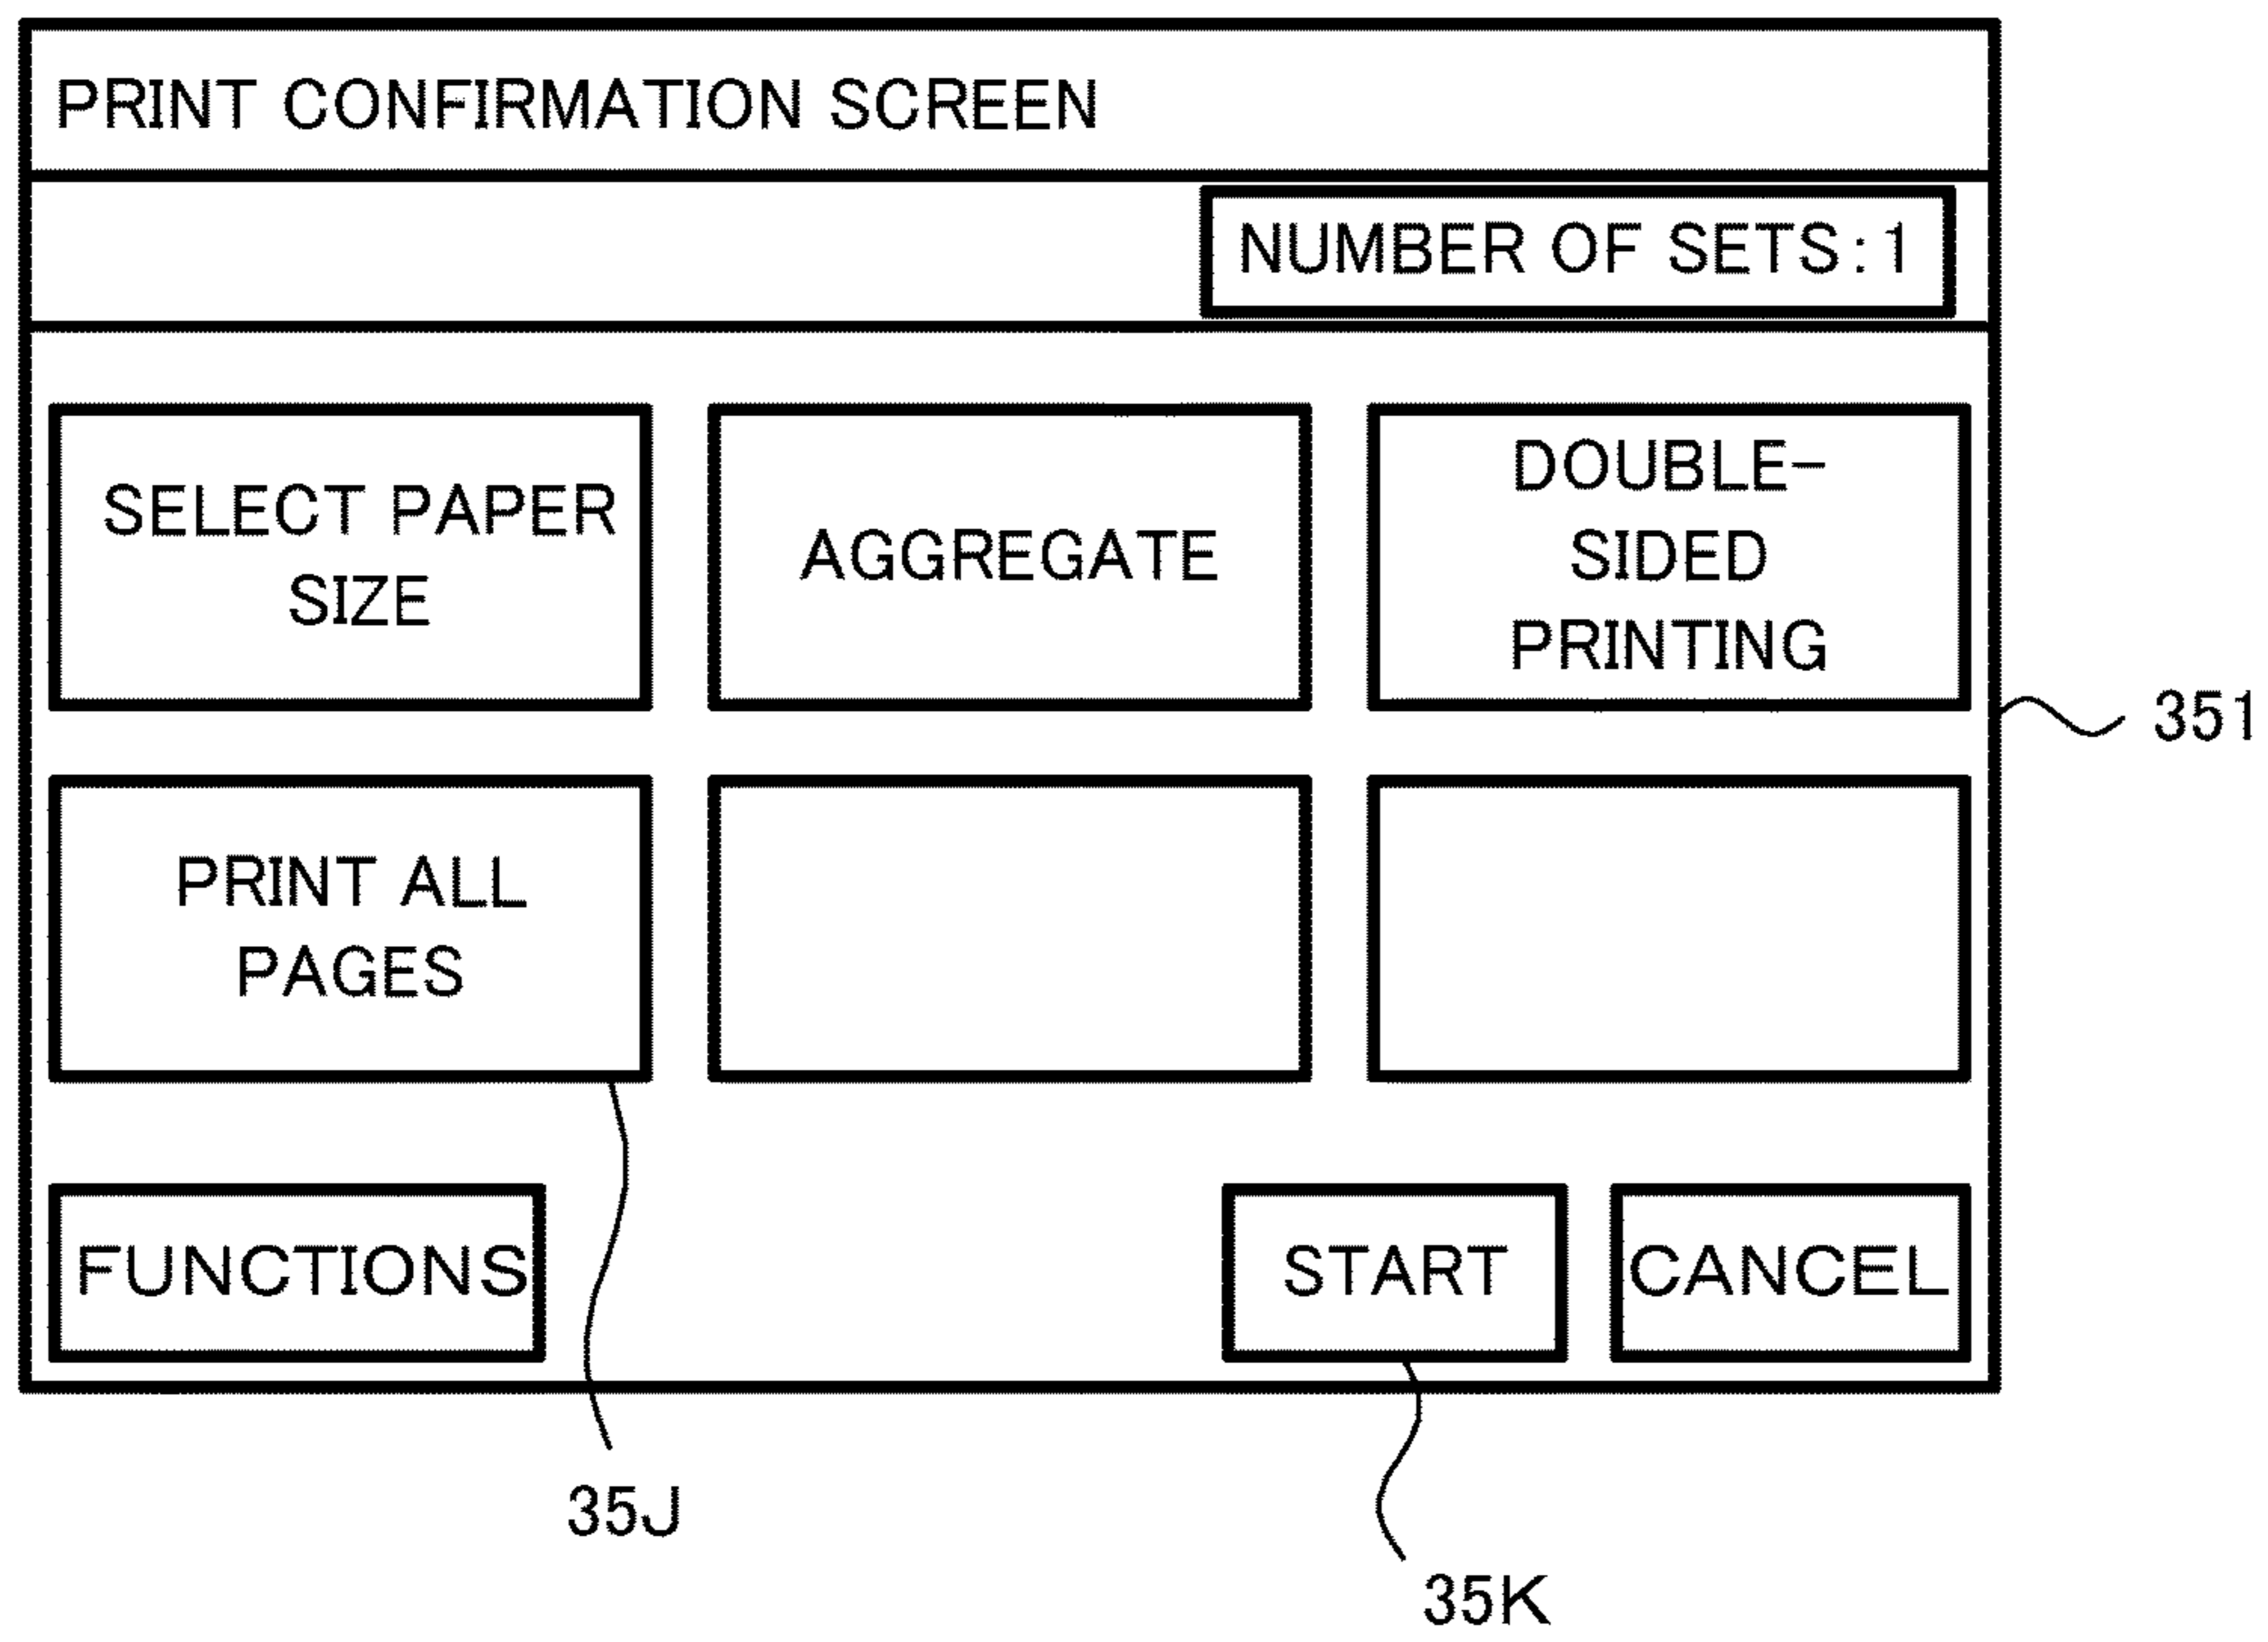 PRINT CONFIRMATION SCREEN
NUMBER OF SETS:1
SELECT PAPER
SIZE
AGGREGATE
DOUBLE-
SIDED
PRINTING
351
PRINT ALL
PAGES
FUNCTIONS
START
CANCEL
35J
35K